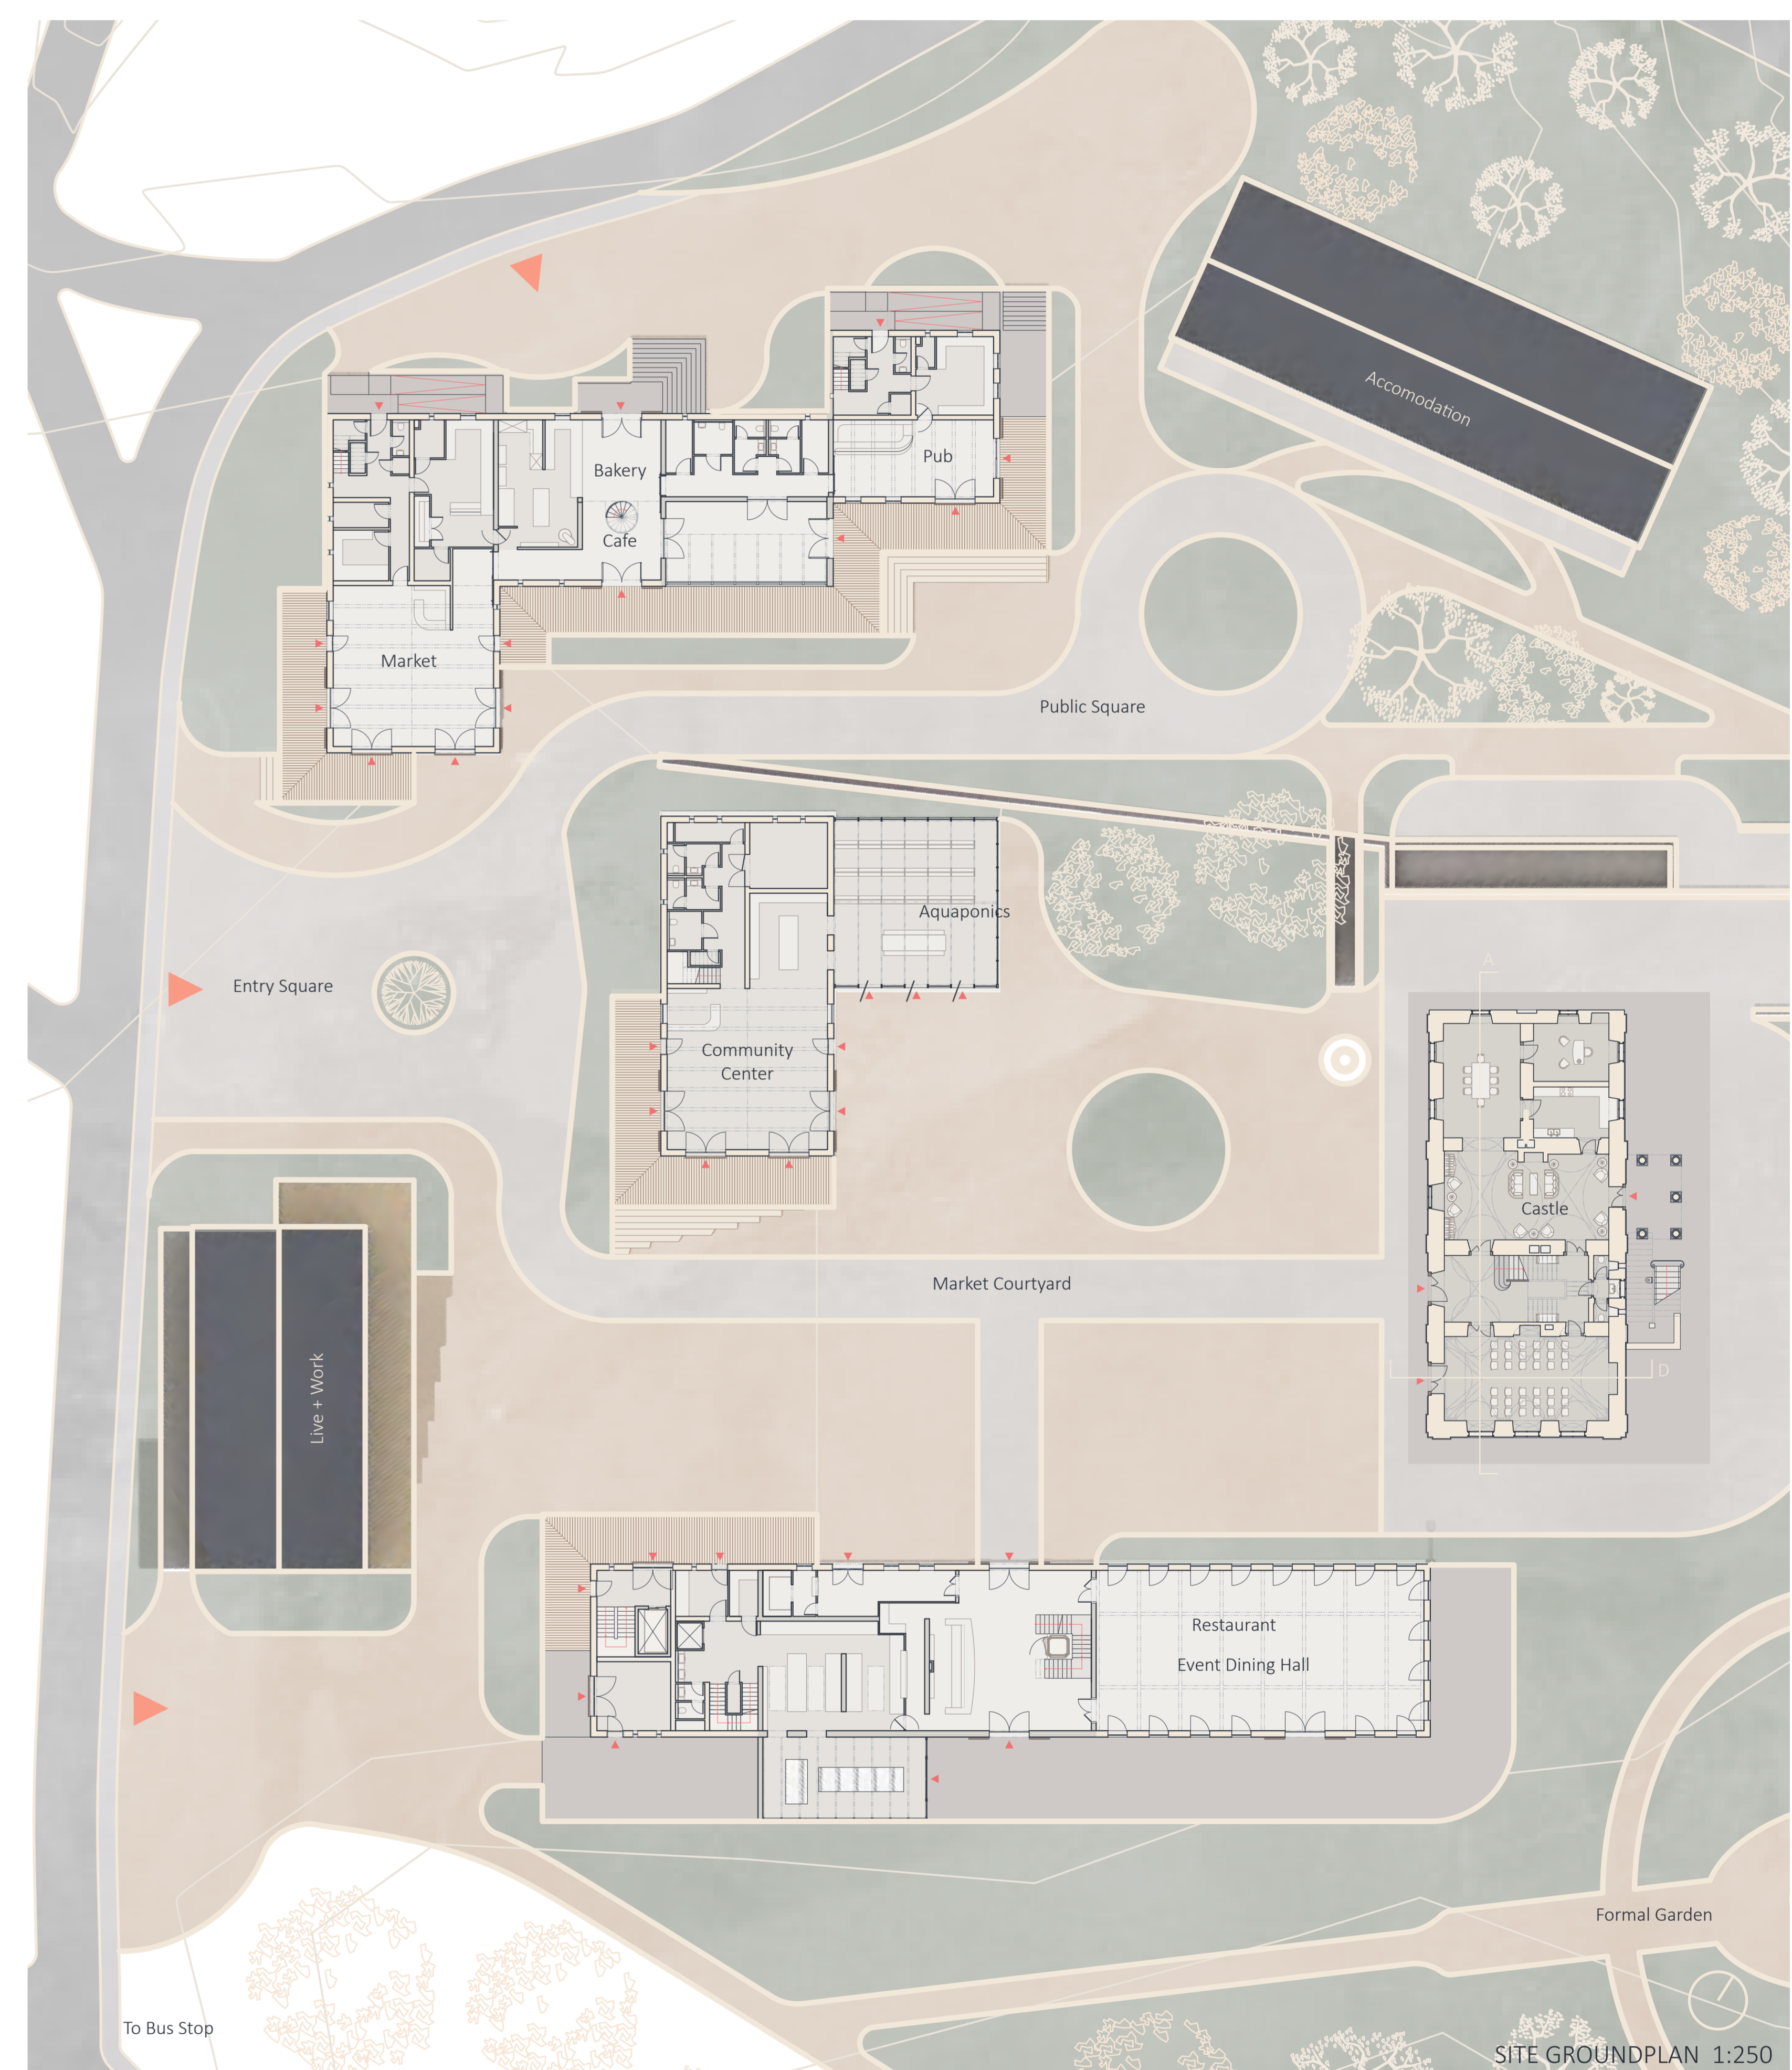 Accomodation
Bakery
Pub
Cafe
Market
Public Square
Aquaponics
A
Entry Square
Community
Center
Castle
Market Courtyard
D
Live + Work
Restaurant
Event Dining Hall
Formal Garden
To Bus Stop
SITE GROUNDPLAN 1:250